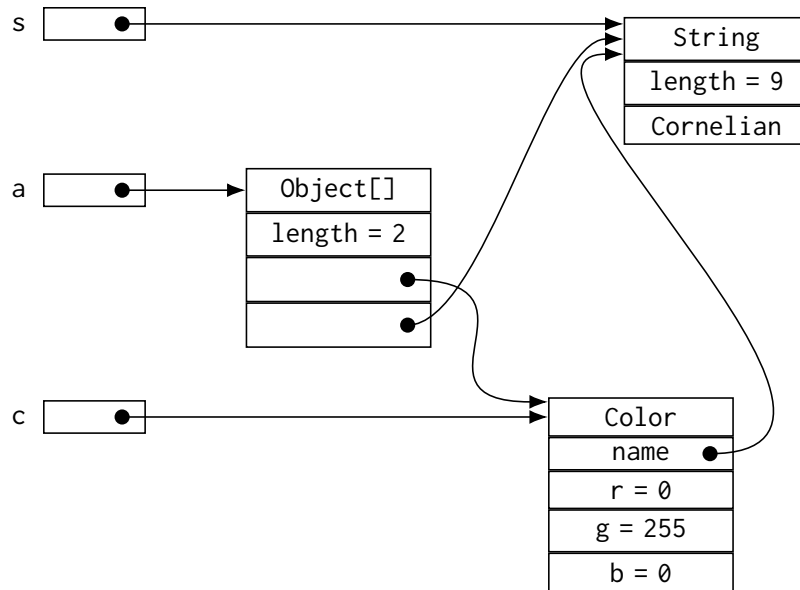 s
String
length = 9
Cornelian
a
Object[]
length = 2
c
Color
name
r = 0
g = 255
b = 0